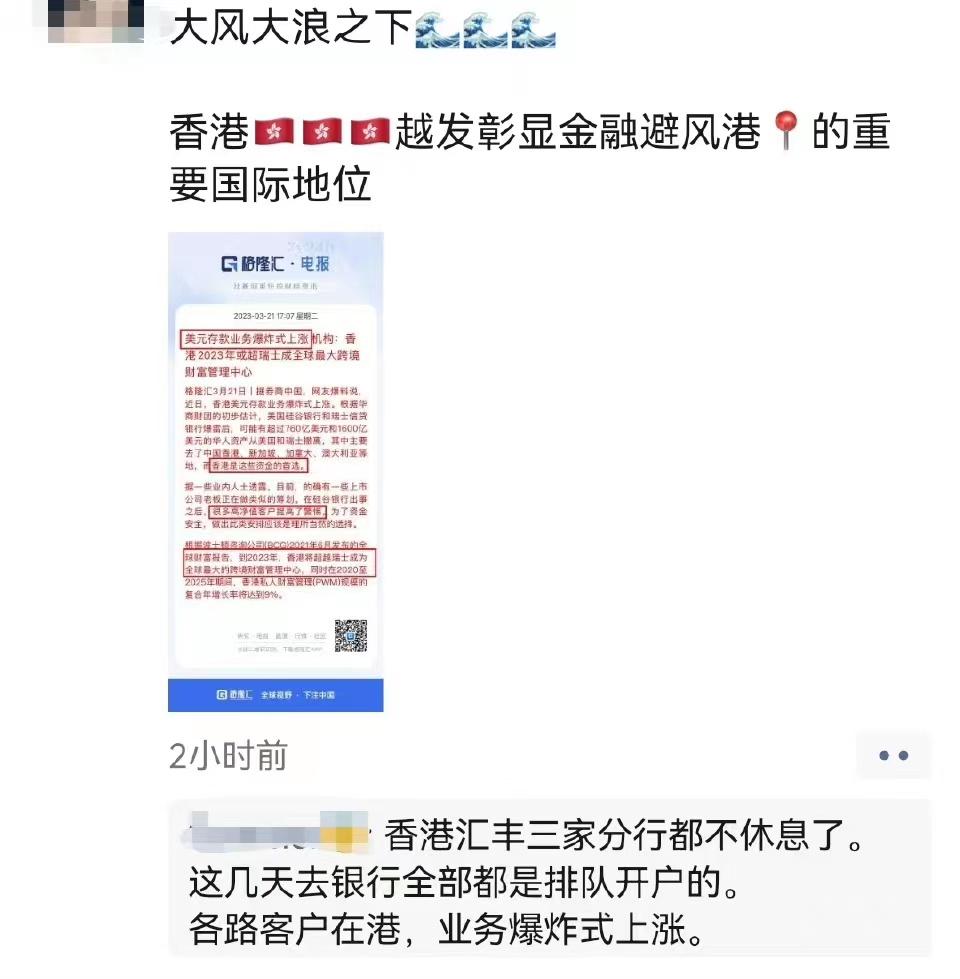 大风大浪之下🌊🌊🌊
香港🇭🇰🇭🇰🇭🇰越发彰显金融避风港📍的重
要国际地位
格隆汇·电报
2023-03-21 17:07 星期二
美元存款业务爆炸式上涨 机构：香
港2023年或超瑞士成全球最大跨境
财富管理中心
格隆汇3月21日｜据券商中国，网友爆料说，
近日，香港美元存款业务爆炸式上涨。根据华
商财团的初步估计，美国硅谷银行和瑞士信贷
银行爆雷后，可能有超过760亿美元和1600亿
美元的华人资产从美国和瑞士撤离，其中主要
去了中国香港、新加坡、加拿大、澳大利亚等
地，而香港是这些资金的首选。
据一些业内人士透露，目前，的确有一些上市
公司老板正在做类似的筹划。在硅谷银行出事
之后，很多高净值客户提高了警惕，为了资金
安全，做出此类安排应该是理所当然的选择。
根据波士顿咨询公司(BCG)2021年6月发布的全
球财富报告，到2023年，香港将超越瑞士成为
全球最大的跨境财富管理中心，同时在2020至
2025年期间，香港私人财富管理(PWM)规模的
复合年增长率将达到9%。
格隆汇 全球视野·下注中国
2小时前
香港汇丰三家分行都不休息了。
这几天去银行全部都是排队开户的。
各路客户在港，业务爆炸式上涨。